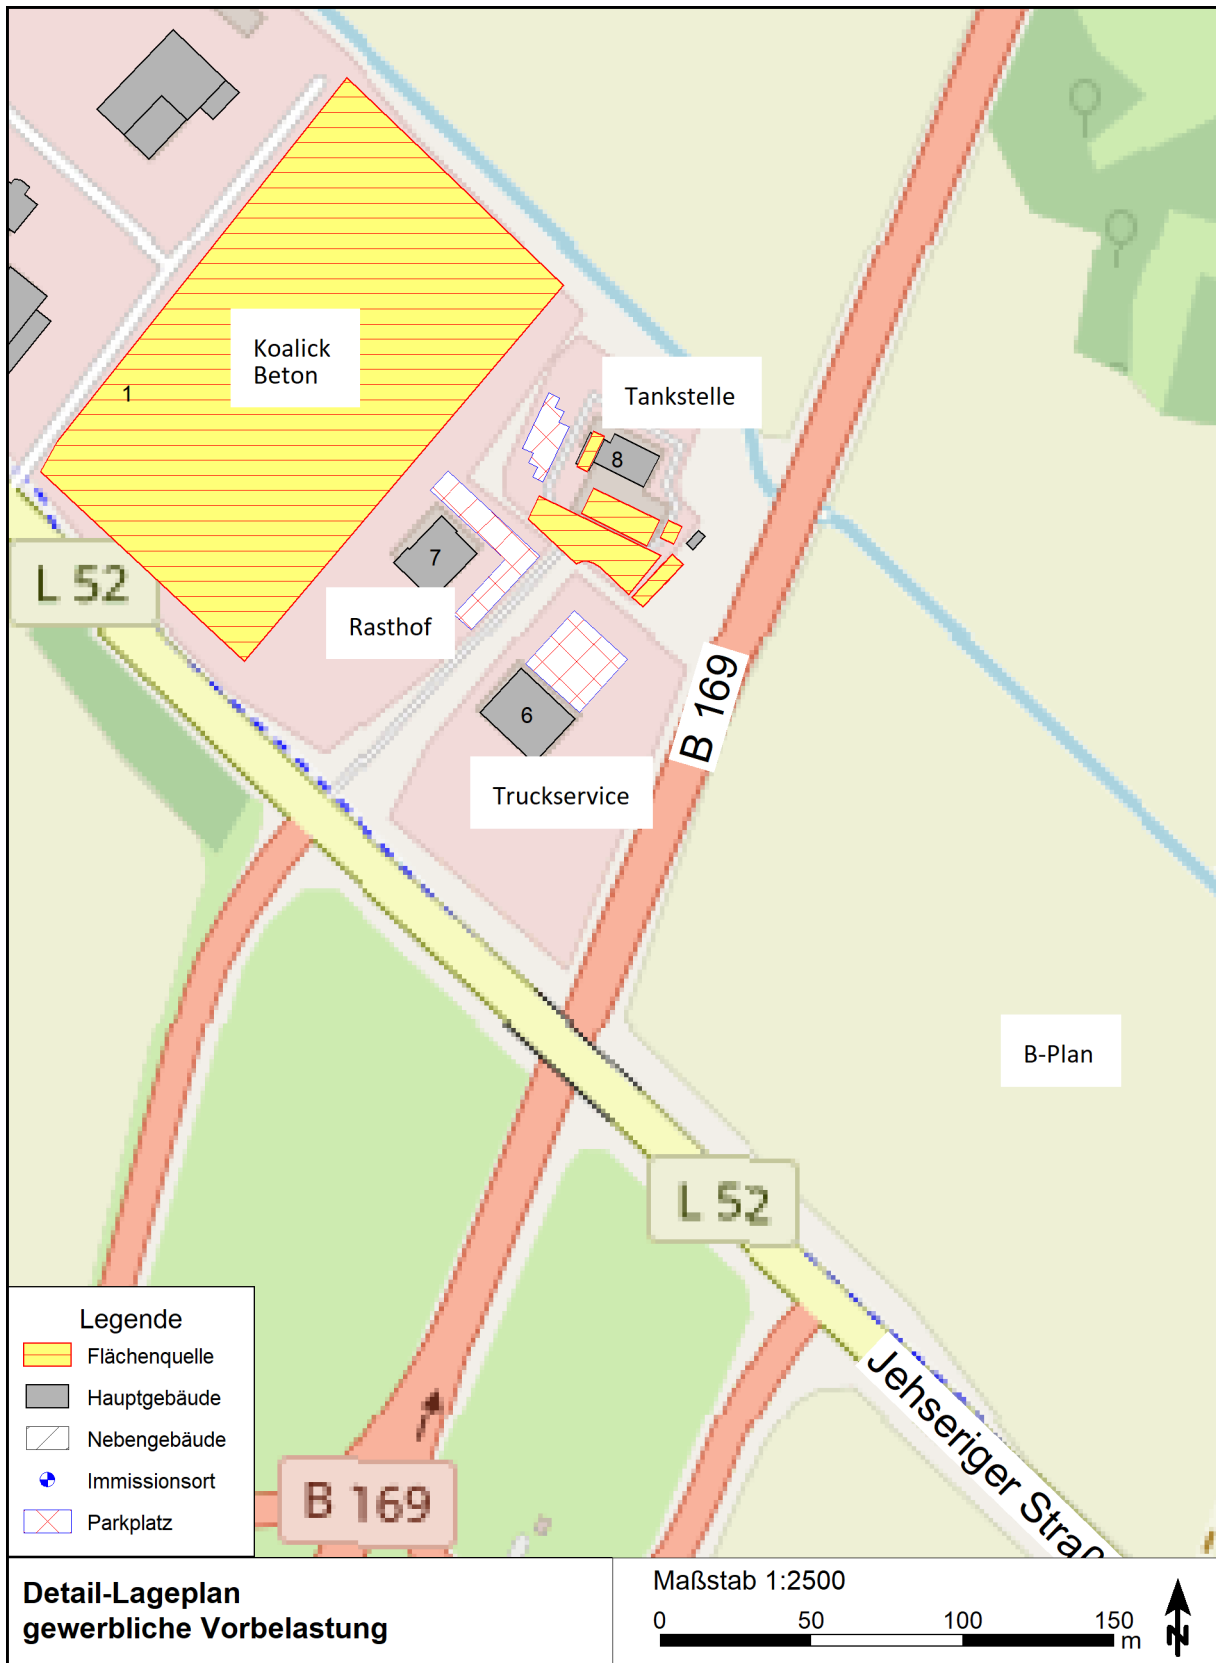 Koalick
Beton
1
Tankstelle
8
7
L 52
Rasthof
6
B 169
Truckservice
B-Plan
L 52
Jehseriger Straß
B 169
Legende
Flächenquelle
Hauptgebäude
Nebengebäude
Immissionsort
Parkplatz
Detail-Lageplan
gewerbliche Vorbelastung
Maßstab 1:2500
0 50 100 150
m
N